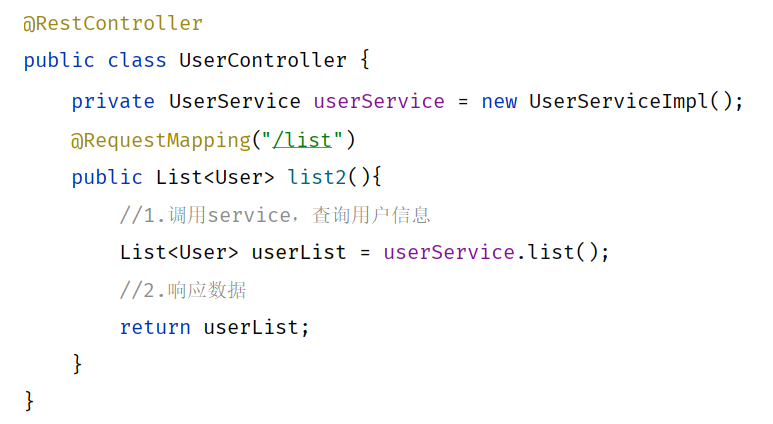 @RestController
public class UserController {
    private UserService userService = new UserServiceImpl();
    @RequestMapping("/list")
    public List<User> list2(){
        //1.调用service，查询用户信息
        List<User> userList = userService.list();
        //2.响应数据
        return userList;
    }
}